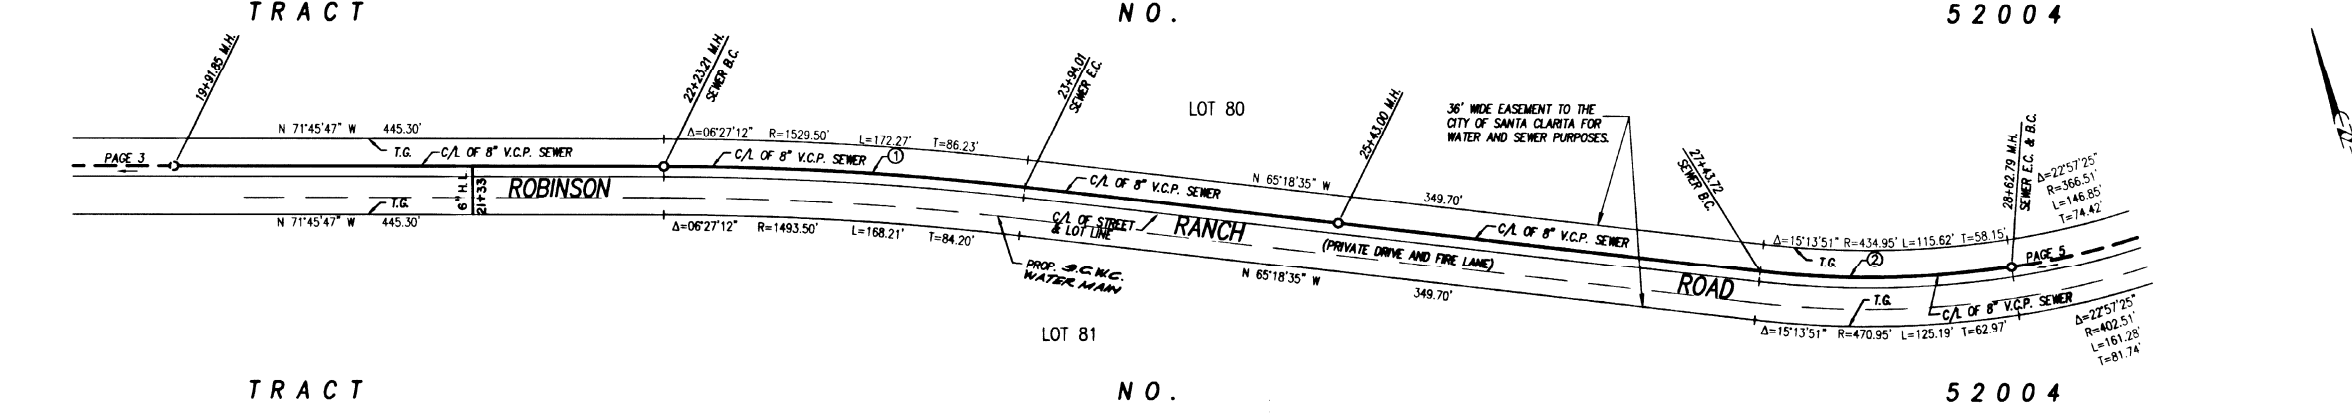 TRACT NO. 52004
19+91.85 M.H.
22+23.21 M.H.
SEWER B.C.
23+94.01
SEWER E.C.
LOT 80
25+43.00 M.H.
36' WIDE EASEMENT TO THE
CITY OF SANTA CLARITA FOR
WATER AND SEWER PURPOSES.
27+43.72
SEWER B.C.
28+62.79 M.H.
SEWER E.C. & B.C.
Δ=22°57'25"
R=366.51'
L=146.85'
T=74.42'
N 71°45'47" W 445.30'
T.G.
C/L OF 8" V.C.P. SEWER
PAGE 3
Δ=06°27'12" R=1529.50' L=172.27' T=86.23'
C/L OF 8" V.C.P. SEWER
1
C/L OF 8" V.C.P. SEWER
N 65°18'35" W 349.70'
C/L OF 8" V.C.P. SEWER
Δ=15°13'51" R=434.95' L=115.62' T=58.15'
T.G.
2
PAGE 5
6" H. L.
21+33
ROBINSON
RANCH
ROAD
(PRIVATE DRIVE AND FIRE LANE)
C/L OF STREET
& LOT LINE
T.G.
N 71°45'47" W 445.30'
Δ=06°27'12" R=1493.50' L=168.21' T=84.20'
PROP. S.C.W.C.
WATER MAIN
N 65°18'35" W 349.70'
T.G.
C/L OF 8" V.C.P. SEWER
Δ=15°13'51" R=470.95' L=125.19' T=62.97'
Δ=22°57'25"
R=402.51'
L=161.28'
T=81.74'
LOT 81
TRACT NO. 52004